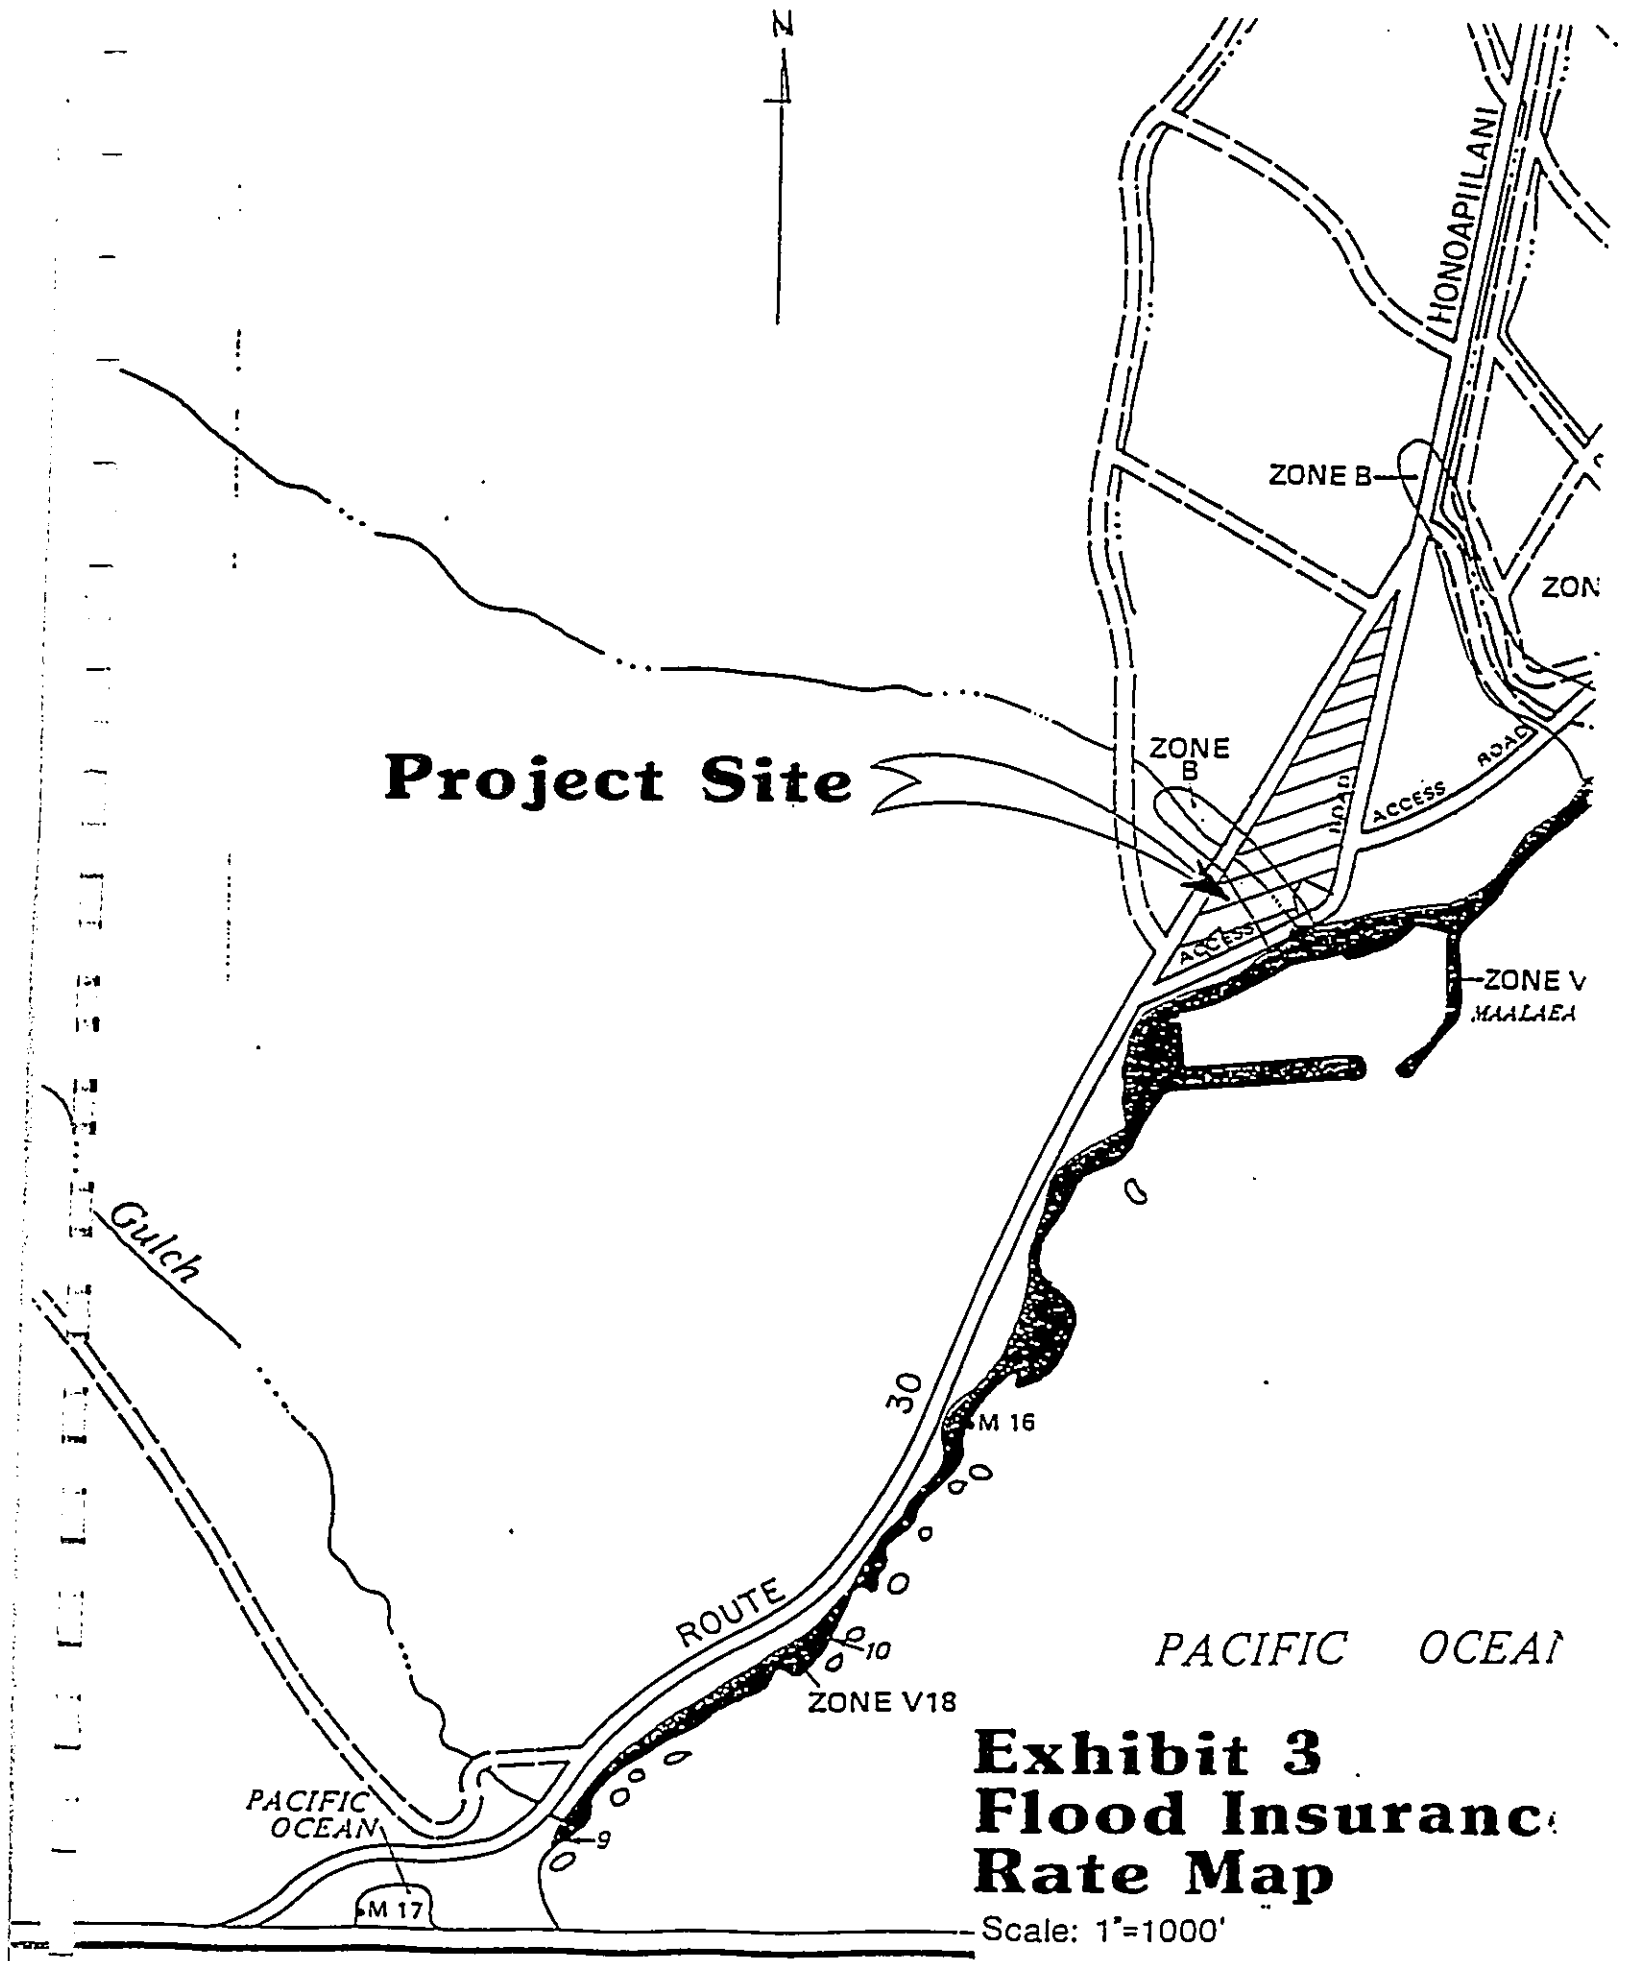 N
HONOAPIILANI
ZONE B
ZON
ZONE
B
Project Site
ROAD
ACCESS
ROAD
ACCESS
ZONE V
MAALAEA
Gulch
30
M 16
ROUTE
10
ZONE V18
PACIFIC OCEAN
PACIFIC
OCEAN
9
M 17
Exhibit 3
Flood Insuranc
Rate Map
Scale: 1"=1000'